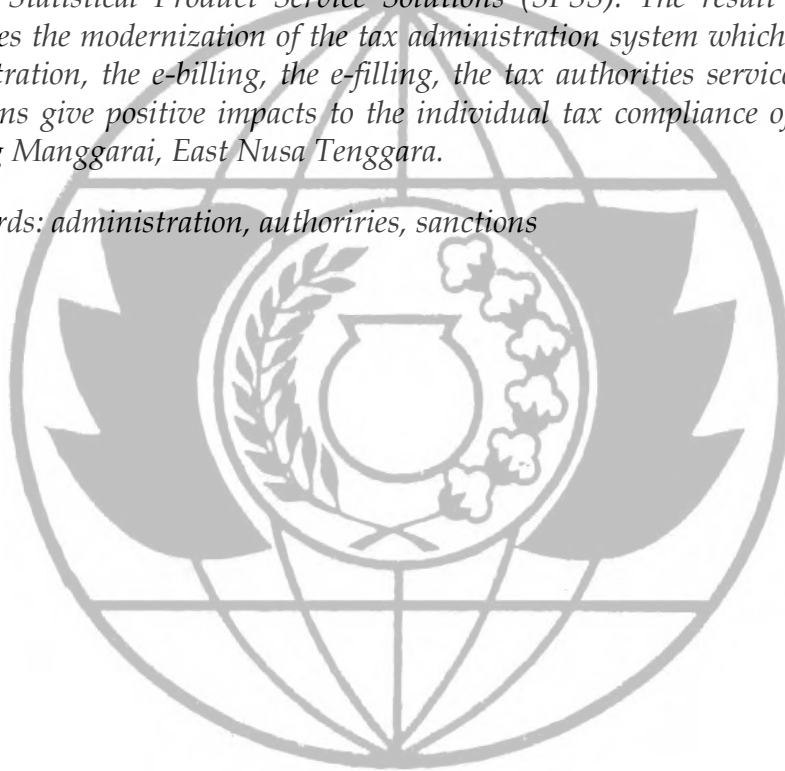 Statistical Product Service Solutions (SPSS). The result
es the modernization of the tax administration system which
tration, the e-billing, the e-filling, the tax authorities service
ns give positive impacts to the individual tax compliance of
g Manggarai, East Nusa Tenggara.
rds: administration, authoriries, sanctions